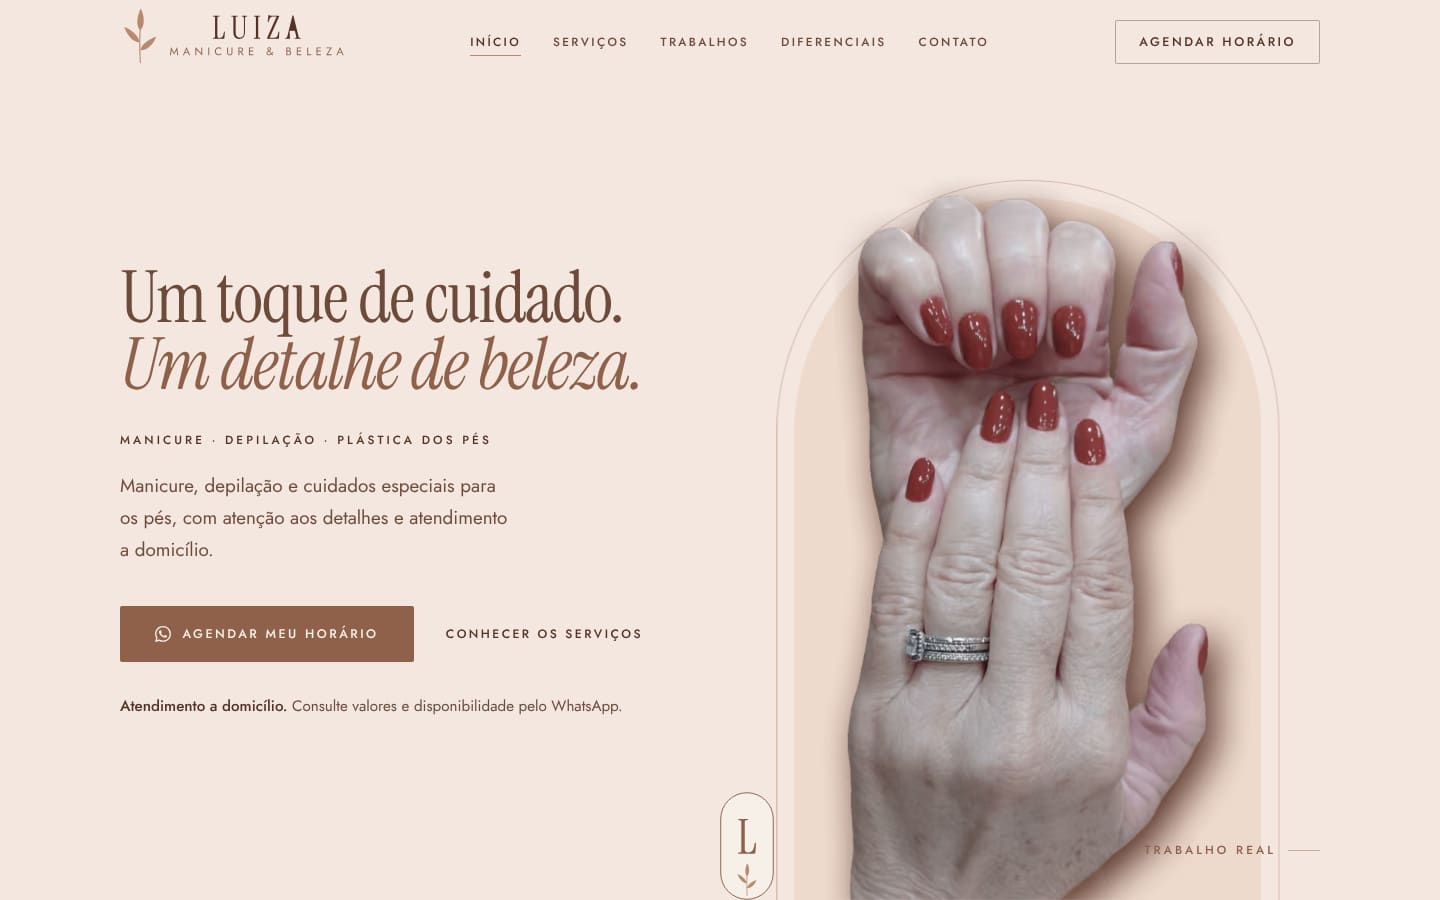 LUIZA
MANICURE & BELEZA
INÍCIO
SERVIÇOS
TRABALHOS
DIFERENCIAIS
CONTATO
AGENDAR HORÁRIO
Um toque de cuidado.
Um detalhe de beleza.
MANICURE · DEPILAÇÃO · PLÁSTICA DOS PÉS
Manicure, depilação e cuidados especiais para
os pés, com atenção aos detalhes e atendimento
a domicílio.
AGENDAR MEU HORÁRIO
CONHECER OS SERVIÇOS
Atendimento a domicílio. Consulte valores e disponibilidade pelo WhatsApp.
L
TRABALHO REAL